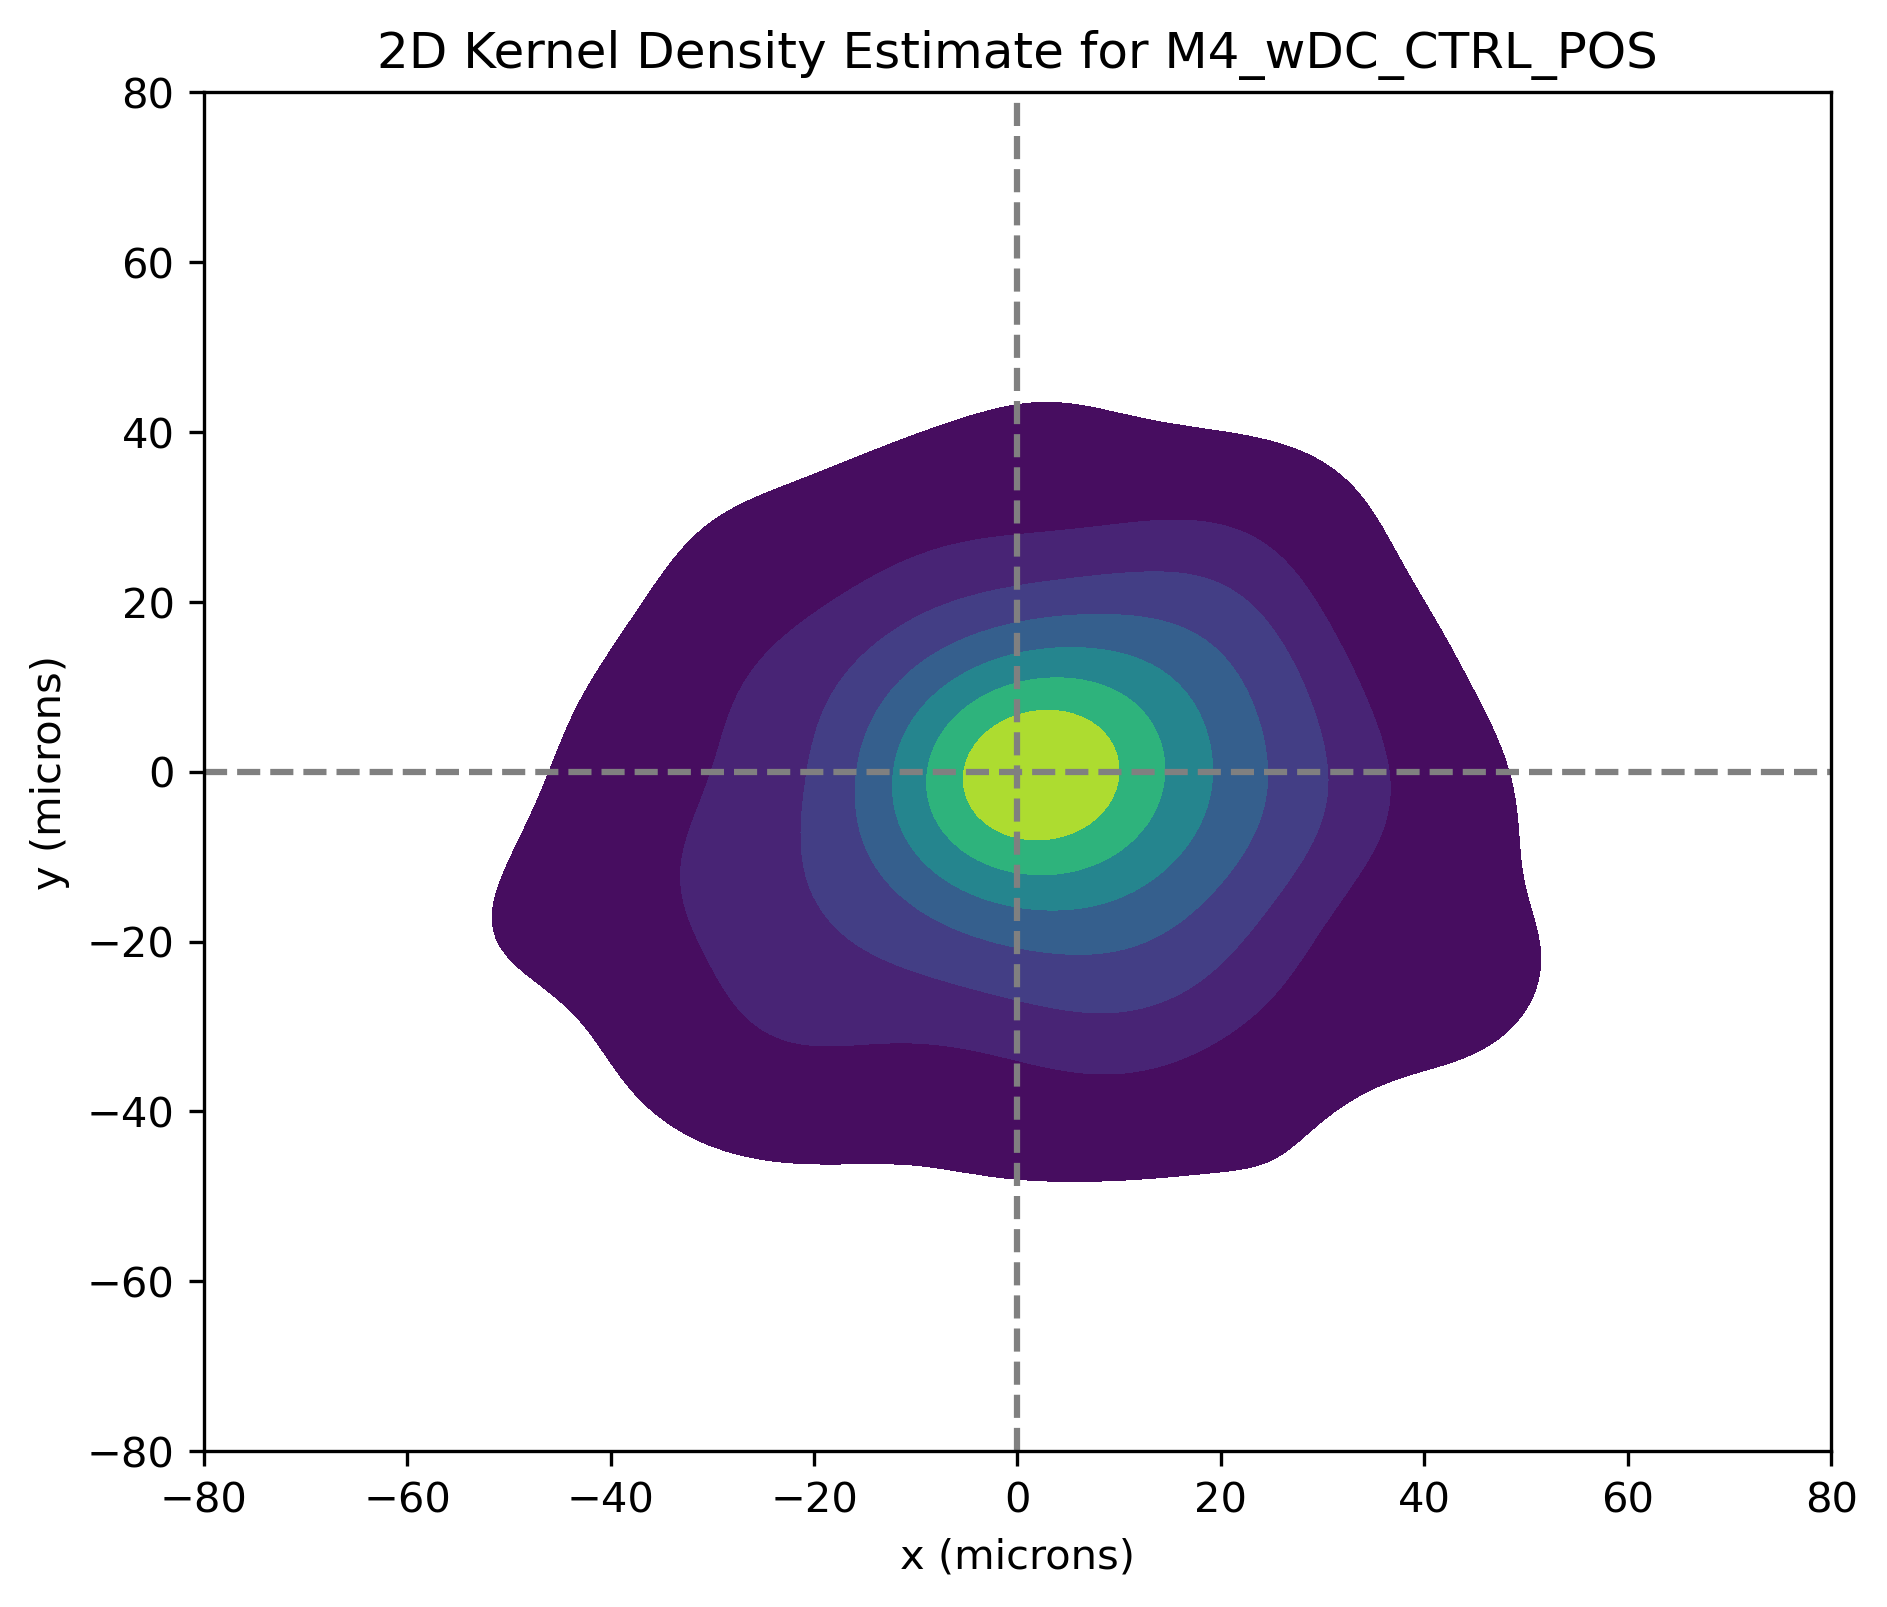 2D Kernel Density Estimate for M4_wDC_CTRL_POS
80
60
40
20
0
−20
−40
−60
−80
y (microns)
−80 −60 −40 −20 0 20 40 60 80
x (microns)